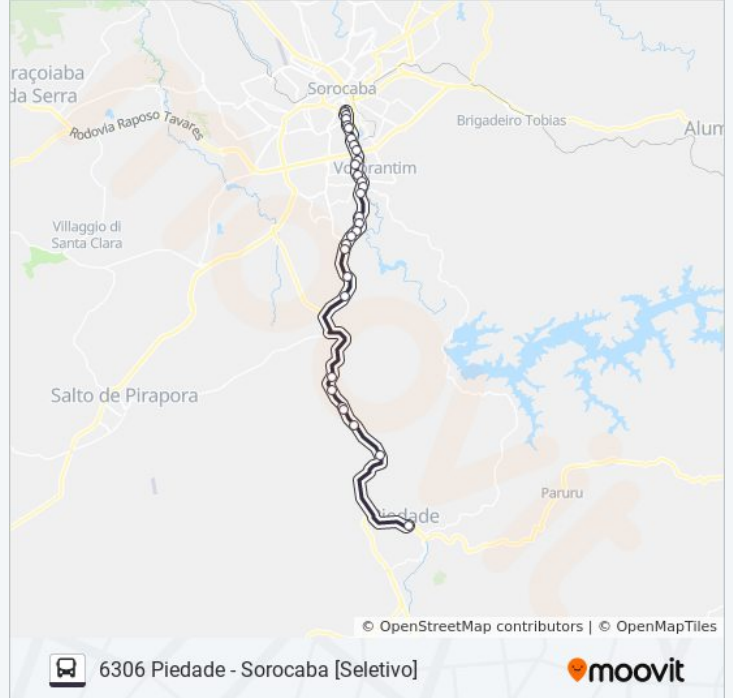 raçoiaba
da Serra
Sorocaba
Rodovia Raposo Tavares
Brigadeiro Tobias
Alum
Votorantim
Villaggio di
Santa Clara
Salto de Pirapora
Paruru
iedade
© OpenStreetMap contributors | © OpenMapTiles
6306 Piedade - Sorocaba [Seletivo]
moovit